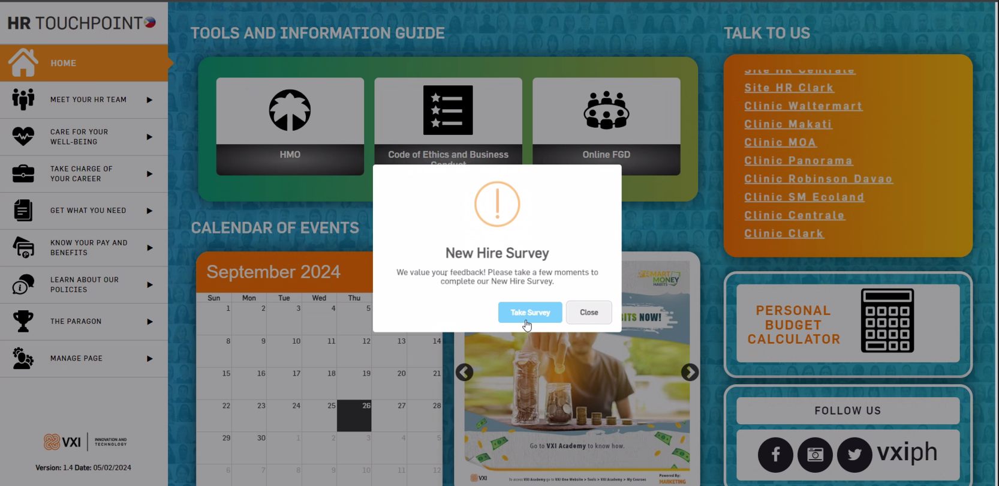 HR TOUCHPOINT
HOME
MEET YOUR HR TEAM
CARE FOR YOUR
WELL-BEING
TAKE CHARGE OF
YOUR CAREER
GET WHAT YOU NEED
KNOW YOUR PAY AND
BENEFITS
LEARN ABOUT OUR
POLICIES
THE PARAGON
MANAGE PAGE
VXI
INNOVATION AND
TECHNOLOGY
Version: 1.4 Date: 05/02/2024
TOOLS AND INFORMATION GUIDE
HMO
Code of Ethics and Business
Conduct
Online FGD
New Hire Survey
We value your feedback! Please take a few moments to
complete our New Hire Survey.
Take Survey
Close
CALENDAR OF EVENTS
September 2024
Sun Mon Tue Wed Thu
1 2 3 4 5
8 9 10 11 12 13 14
15 16 17 18 19 20 21
22 23 24 25 26 27 28
29 30 1 2 3 4 5
6 7 8 9 10 11 12
SMART
MONEY
HABITS
ITS NOW!
Go to VXI Academy to know how.
VXI
To access VXI Academy go to VXI One Website > Tools > VXI Academy > My Courses
Powered By:
MARKETING
TALK TO US
Site HR Centrale
Site HR Clark
Clinic Waltermart
Clinic Makati
Clinic MOA
Clinic Panorama
Clinic Robinson Davao
Clinic SM Ecoland
Clinic Centrale
Clinic Clark
PERSONAL
BUDGET
CALCULATOR
FOLLOW US
vxiph